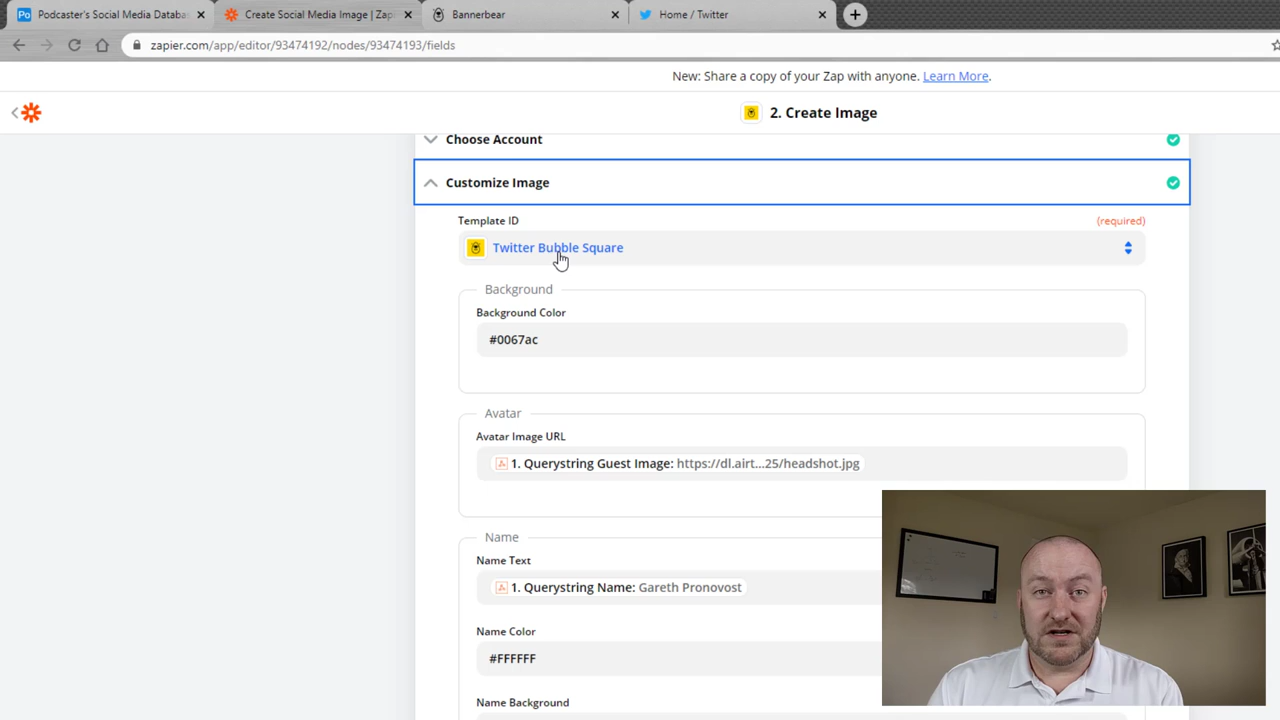 Podcaster's Social Media Databa
Create Social Media Image | Zap
Bannerbear
Home / Twitter
zapier.com/app/editor/93474192/nodes/93474193/fields
New: Share a copy of your Zap with anyone. Learn More.
2. Create Image
Choose Account
Customize Image
Template ID
(required)
Twitter Bubble Square
Background
Background Color
#0067ac
Avatar
Avatar Image URL
1. Querystring Guest Image: https://dl.airt...25/headshot.jpg
Name
Name Text
1. Querystring Name: Gareth Pronovost
Name Color
#FFFFFF
Name Background